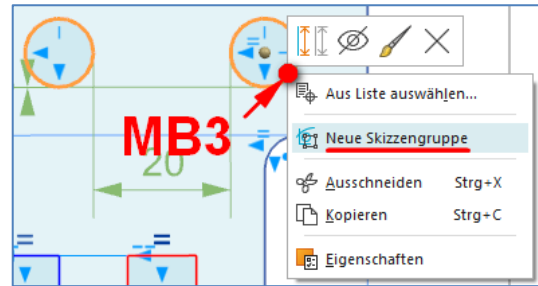 Aus Liste auswählen...
MB3
Neue Skizzengruppe
20
Ausschneiden Strg+X
Kopieren Strg+C
Eigenschaften